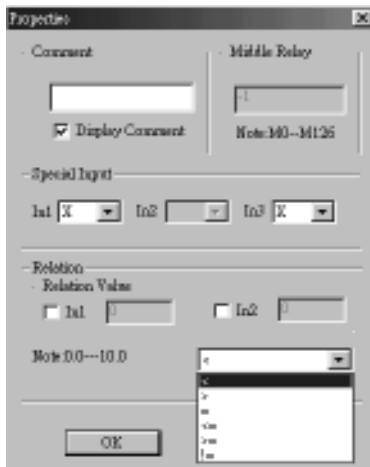 Properties
Comment
Middle Relay
-1
Display Comment
Note:M0--M126
Special Input
In1 X In2 In3 X
Relation
Relation Value
In1 0 In2 0
Note:0.0---10.0 <
<
>
=
<=
>=
!=
OK